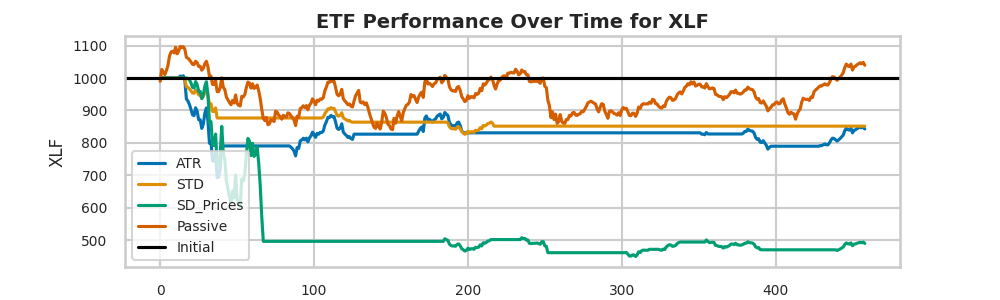 ETF Performance Over Time for XLF
1100
1000
900
800
700
600
500
XLF
ATR
STD
SD_Prices
Passive
Initial
0
100
200
300
400